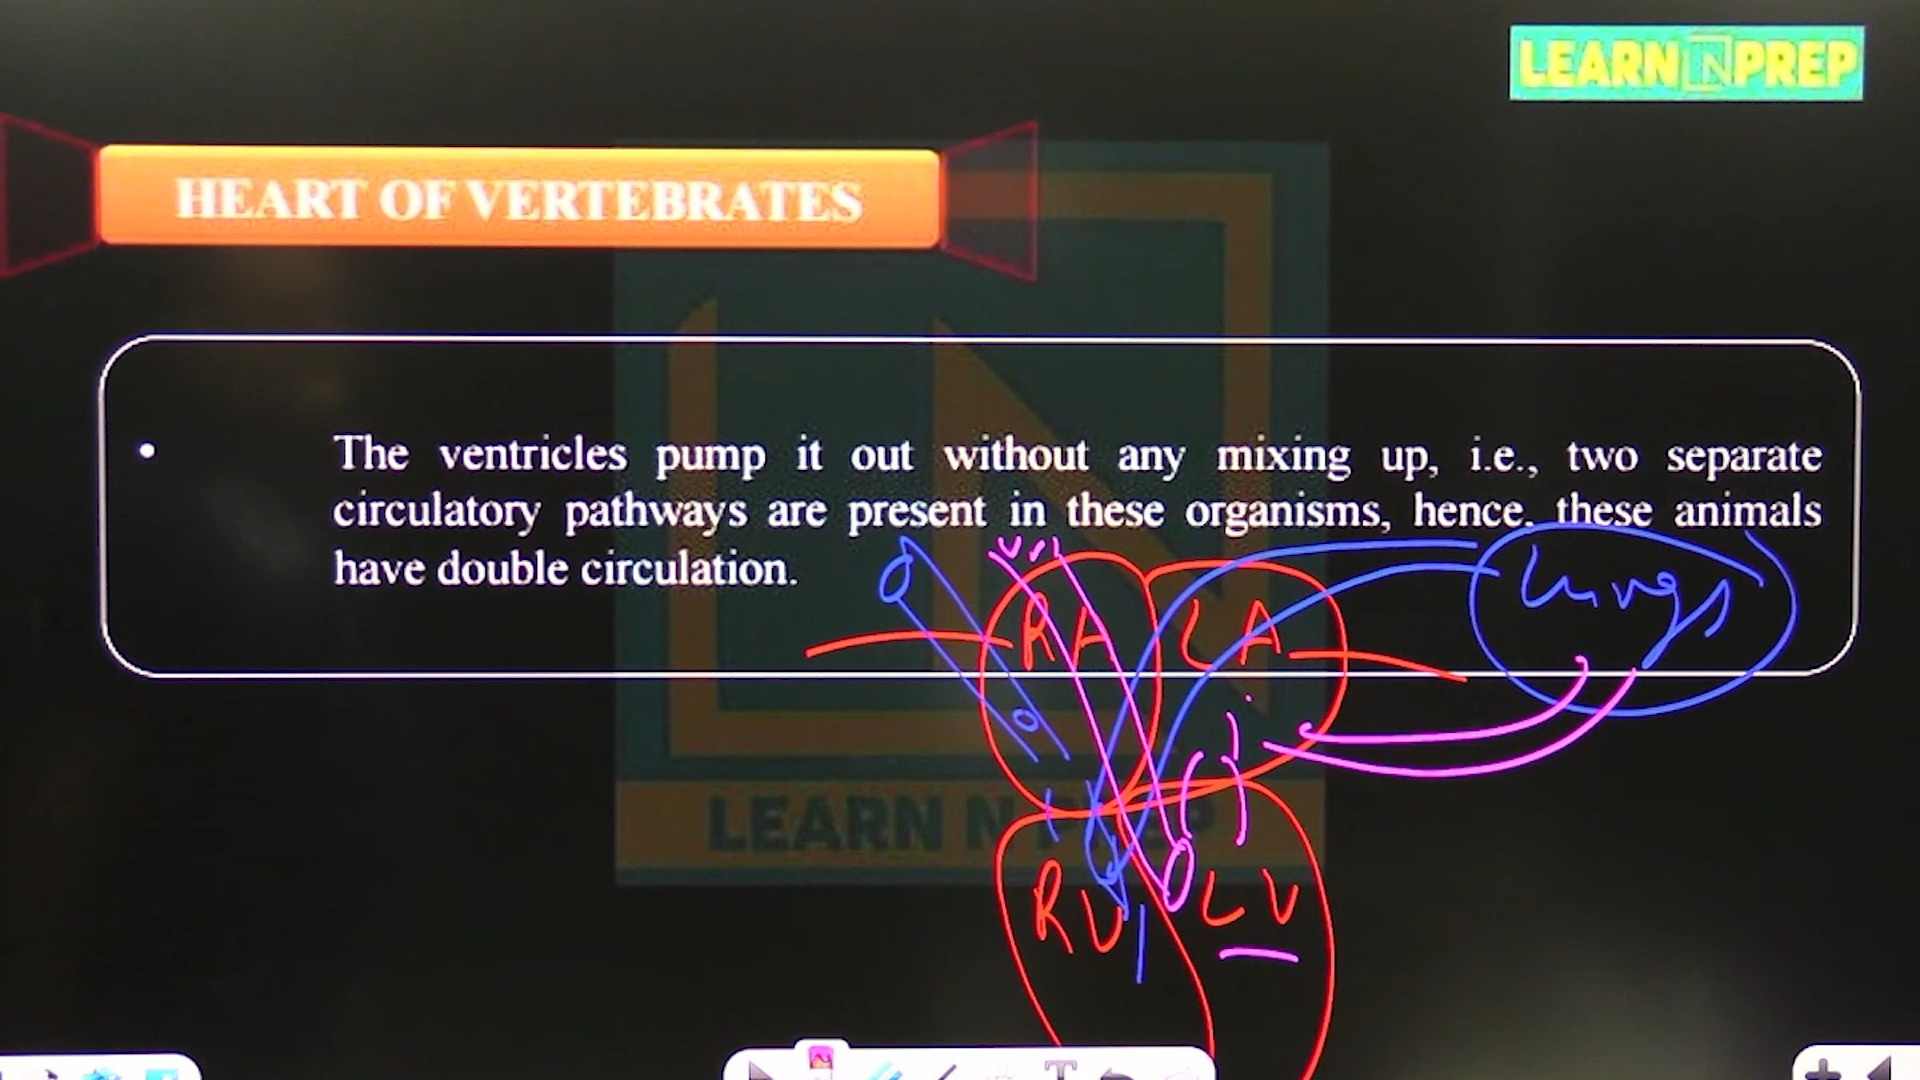 LEARN N PREP
HEART OF VERTEBRATES
• The ventricles pump it out without any mixing up, i.e., two separate
circulatory pathways are present in these organisms, hence, these animals
have double circulation.
Lungs
RA LA
LEARN N PREP
RV LV